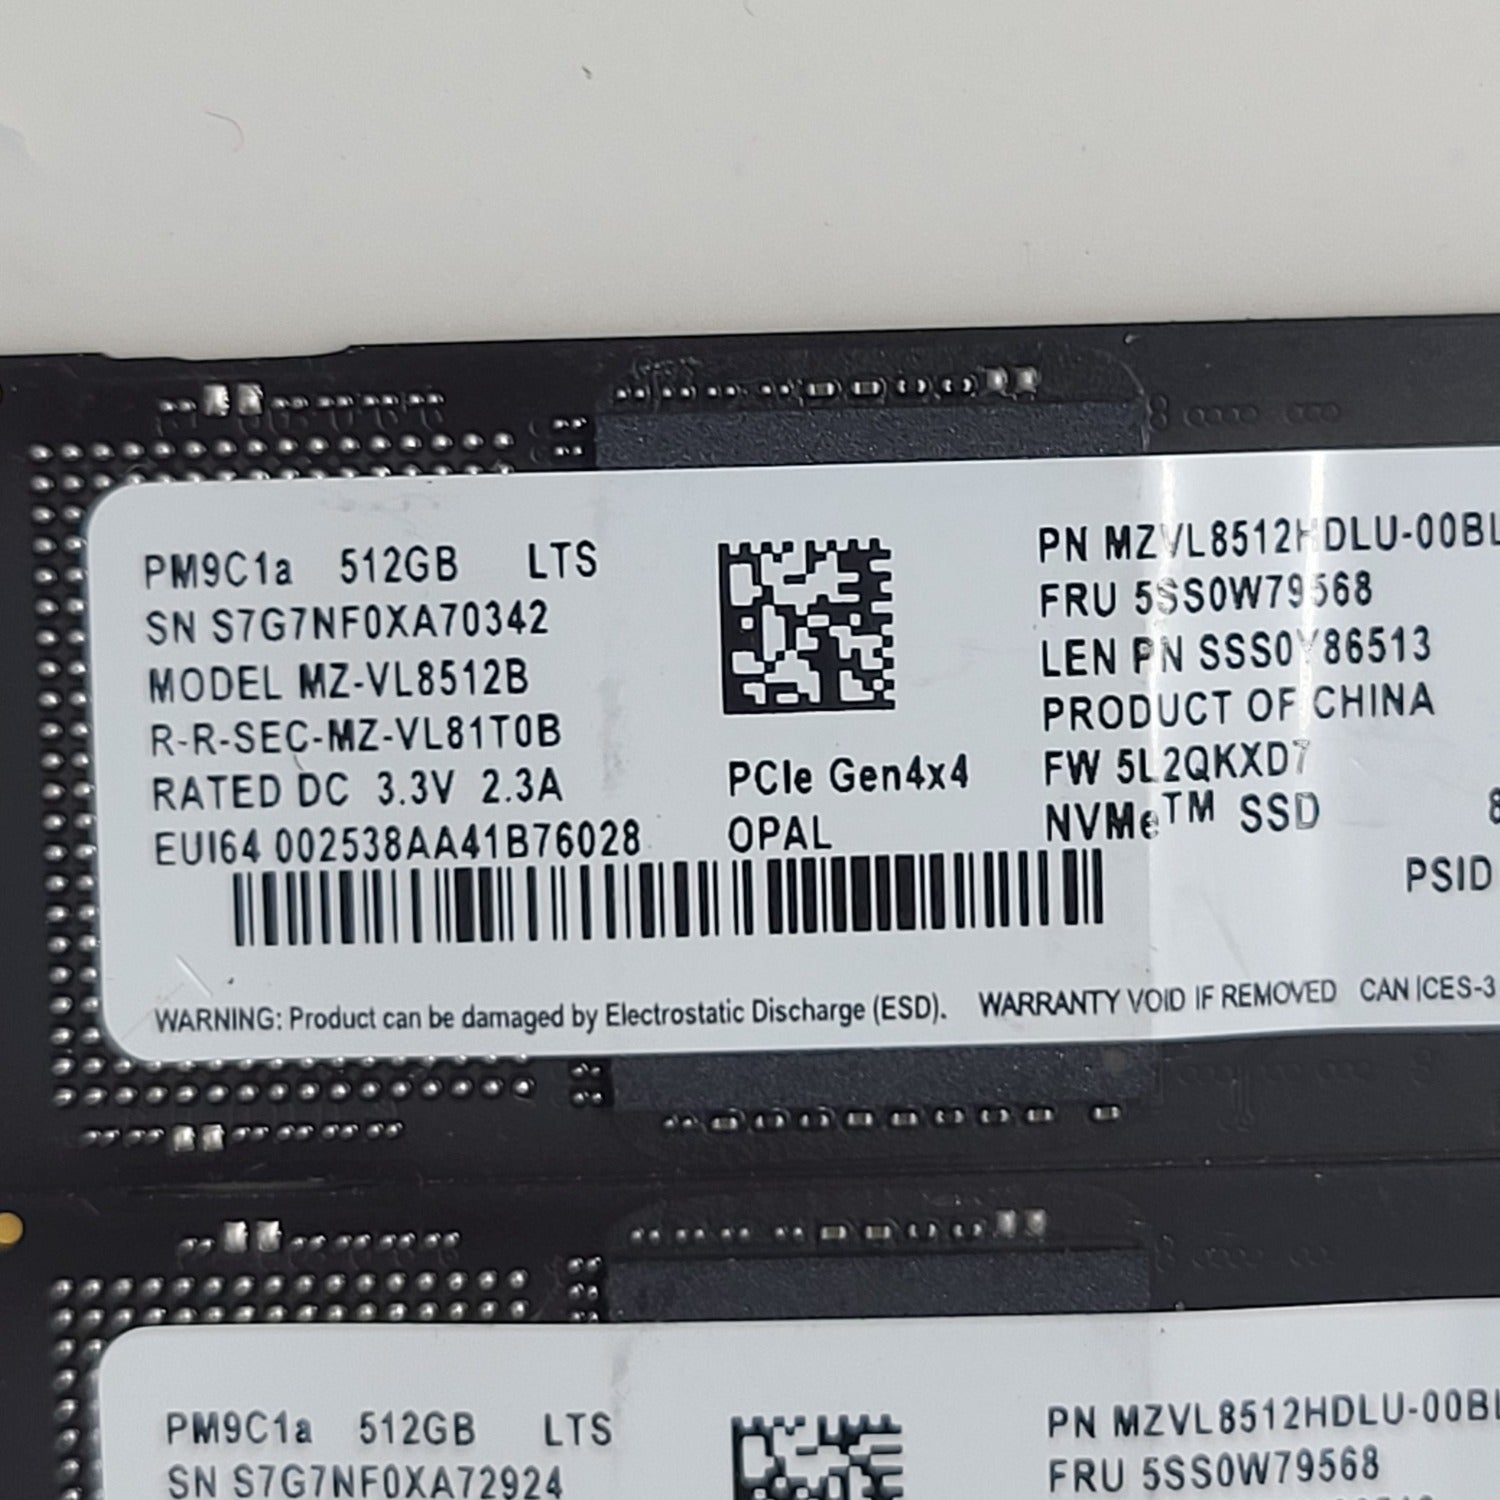 PM9C1a 512GB LTS
SN S7G7NF0XA70342
MODEL MZ-VL8512B
R-R-SEC-MZ-VL81T0B
RATED DC 3.3V 2.3A
EUI64 002538AA41B76028
PCIe Gen4x4
OPAL
PN MZVL8512HDLU-00BL
FRU 5SS0W79568
LEN PN SSS0Y86513
PRODUCT OF CHINA
FW 5L2QKXD7
NVMe™ SSD
8
PSID
WARNING: Product can be damaged by Electrostatic Discharge (ESD). WARRANTY VOID IF REMOVED CAN ICES-3
PM9C1a 512GB LTS
SN S7G7NF0XA72924
PN MZVL8512HDLU-00BL
FRU 5SS0W79568